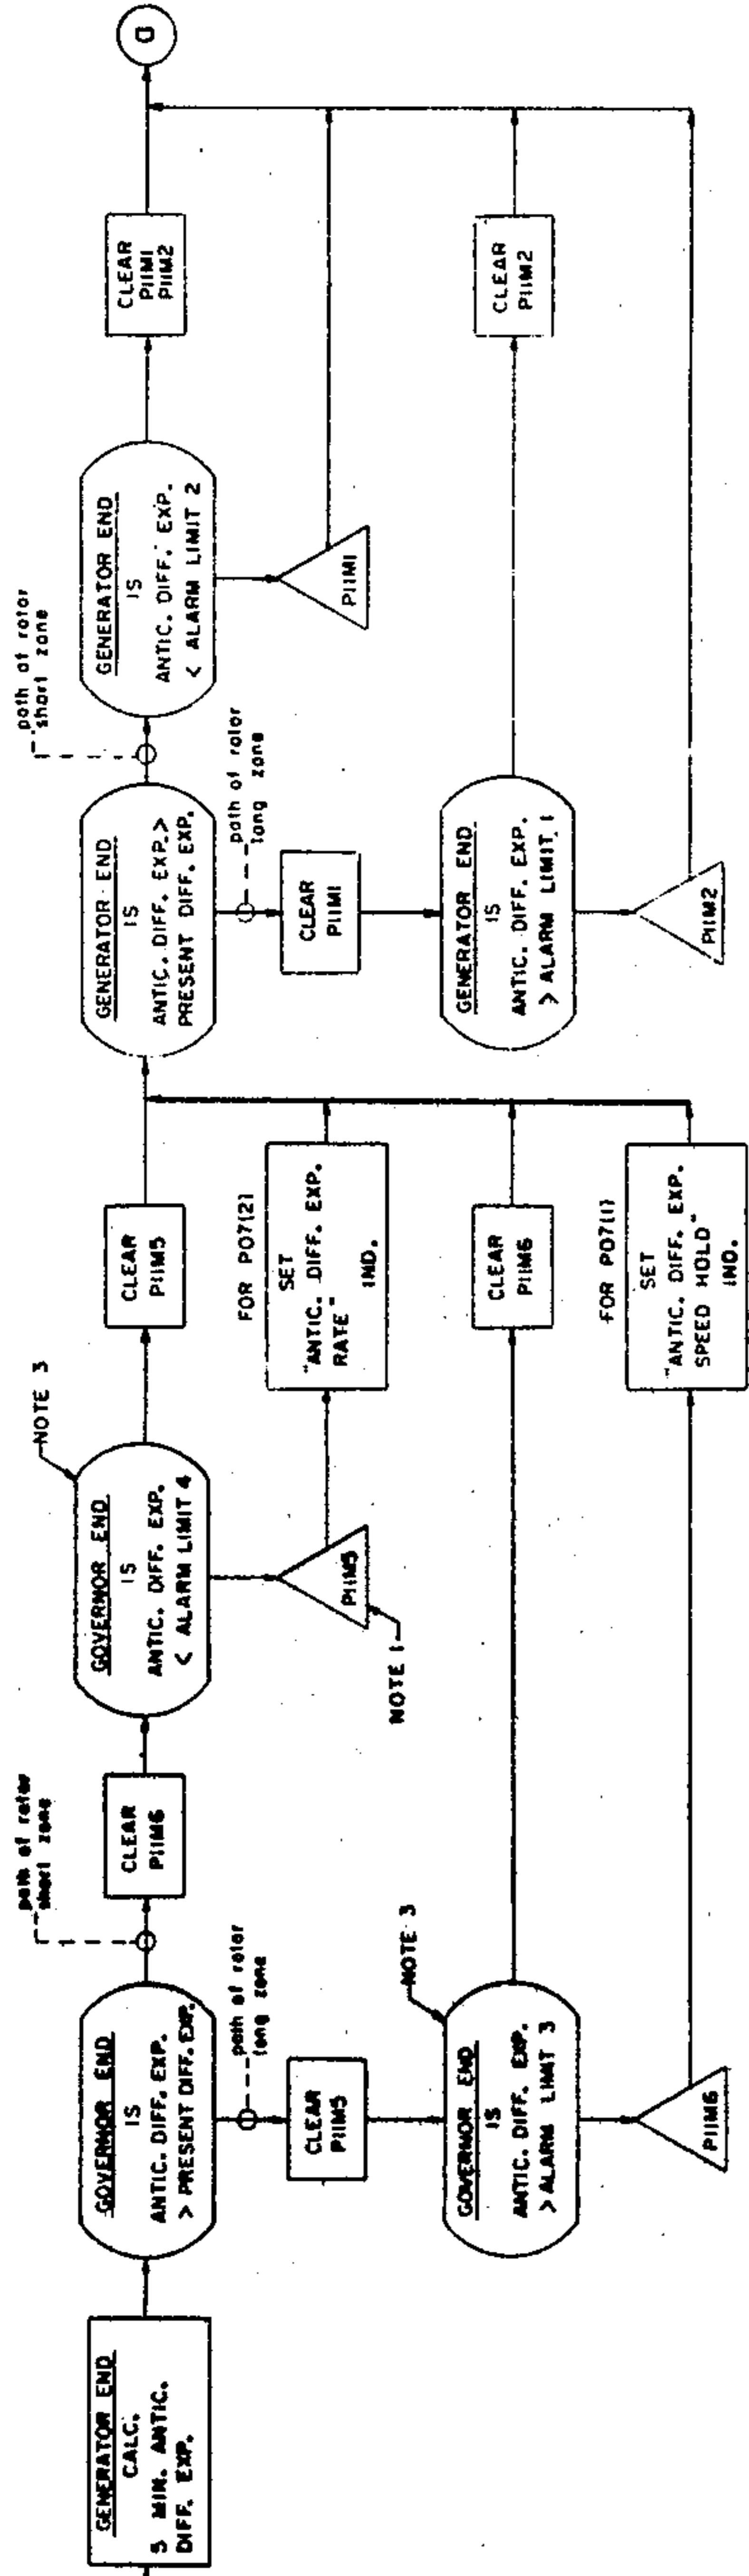 GENERATOR END
CALC.
5 MIN. ANTIC.
DIFF. EXP.
GOVERNOR END
IS
ANTIC. DIFF. EXP.
> PRESENT DIFF. EXP.
path of rotor
short zone
path of rotor
long zone
CLEAR
P11M6
CLEAR
P11M5
GOVERNOR END
IS
ANTIC. DIFF. EXP.
< ALARM LIMIT 4
NOTE 3
GOVERNOR END
IS
ANTIC. DIFF. EXP.
> ALARM LIMIT 3
NOTE 3
P11M6
P11M5
NOTE 1
CLEAR
P11M5
FOR P07(2)
SET
"ANTIC. DIFF. EXP.
RATE"
IND.
CLEAR
P11M6
FOR P07(1)
SET
"ANTIC. DIFF. EXP.
SPEED HOLD"
IND.
GENERATOR END
IS
ANTIC. DIFF. EXP. >
PRESENT DIFF. EXP.
path of rotor
short zone
path of rotor
long zone
CLEAR
P11M1
GENERATOR END
IS
ANTIC. DIFF. EXP.
> ALARM LIMIT 1
P11M2
GENERATOR END
IS
ANTIC. DIFF. EXP.
< ALARM LIMIT 2
P11M1
CLEAR
P11M1
P11M2
CLEAR
P11M2